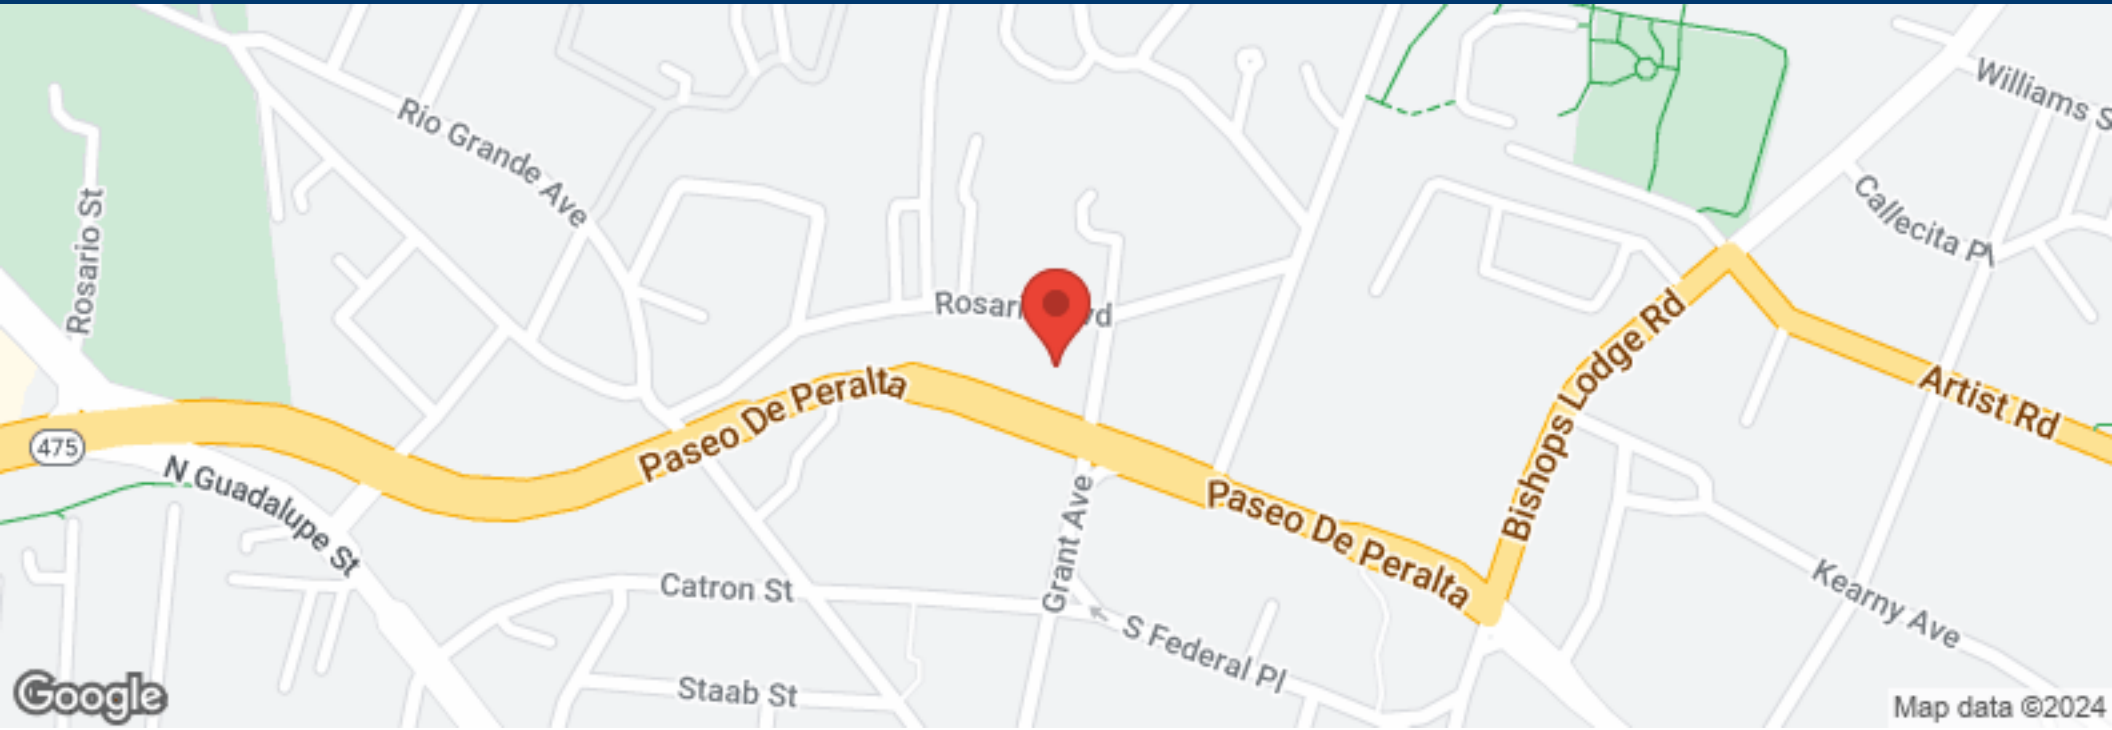 Williams S
Rio Grande Ave
Callecita Pl
Rosario St
Rosari
vd
Bishops Lodge Rd
Paseo De Peralta
Artist Rd
475
N Guadalupe St
Paseo De Peralta
Grant Ave
Catron St
Kearny Ave
S Federal Pl
Staab St
Google
Map data ©2024